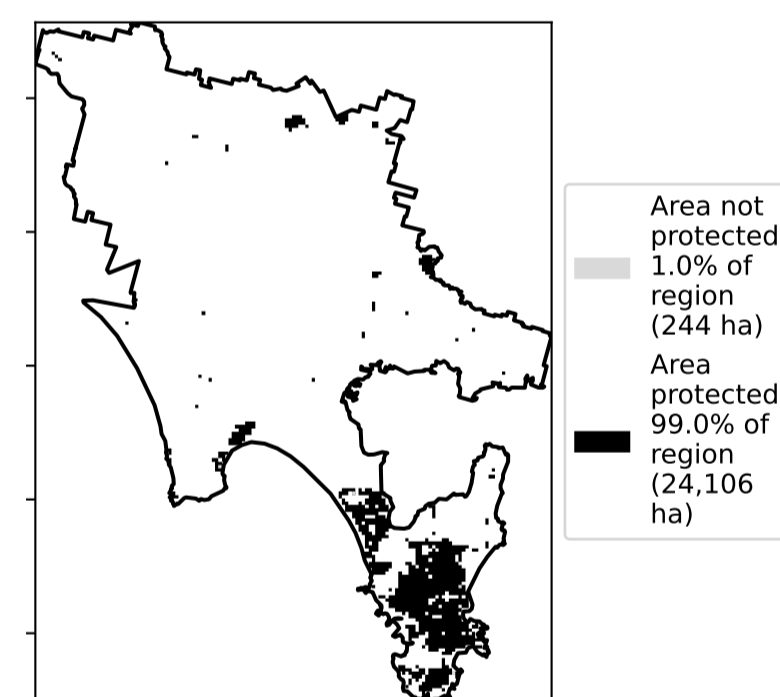 Area not
protected
1.0% of
region
(244 ha)
Area
protected
99.0% of
region
(24,106
ha)